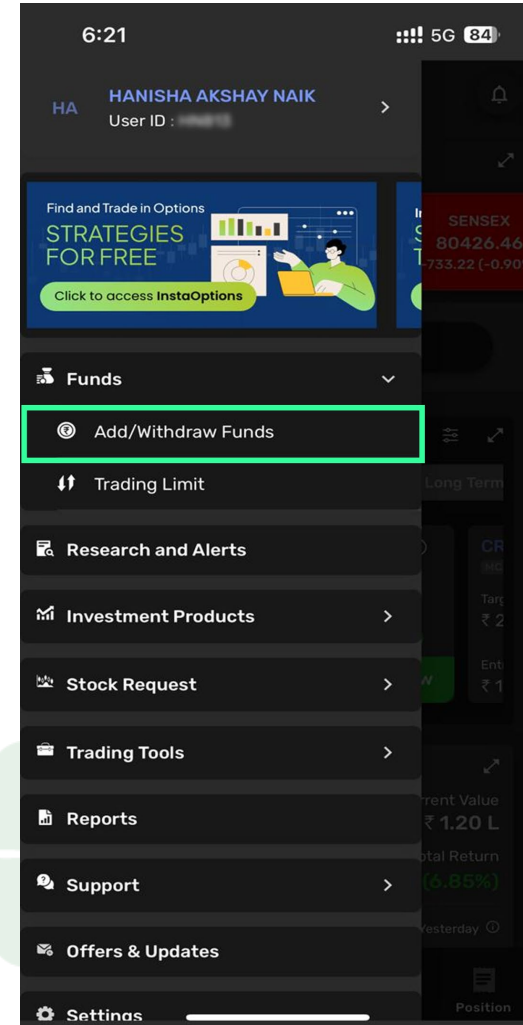 6:21
5G 84
HA
HANISHA AKSHAY NAIK
User ID :
Find and Trade in Options
STRATEGIES
FOR FREE
Click to access InstaOptions
SENSEX
80426.46
-733.22 (-0.90
Funds
Add/Withdraw Funds
Trading Limit
Long Term
Research and Alerts
CR
Investment Products
₹ 2
Stock Request
₹ 1
Trading Tools
Reports
rrent Value
₹ 1.20 L
Support
otal Return
(6.85%)
Yesterday
Offers & Updates
Settings
Position